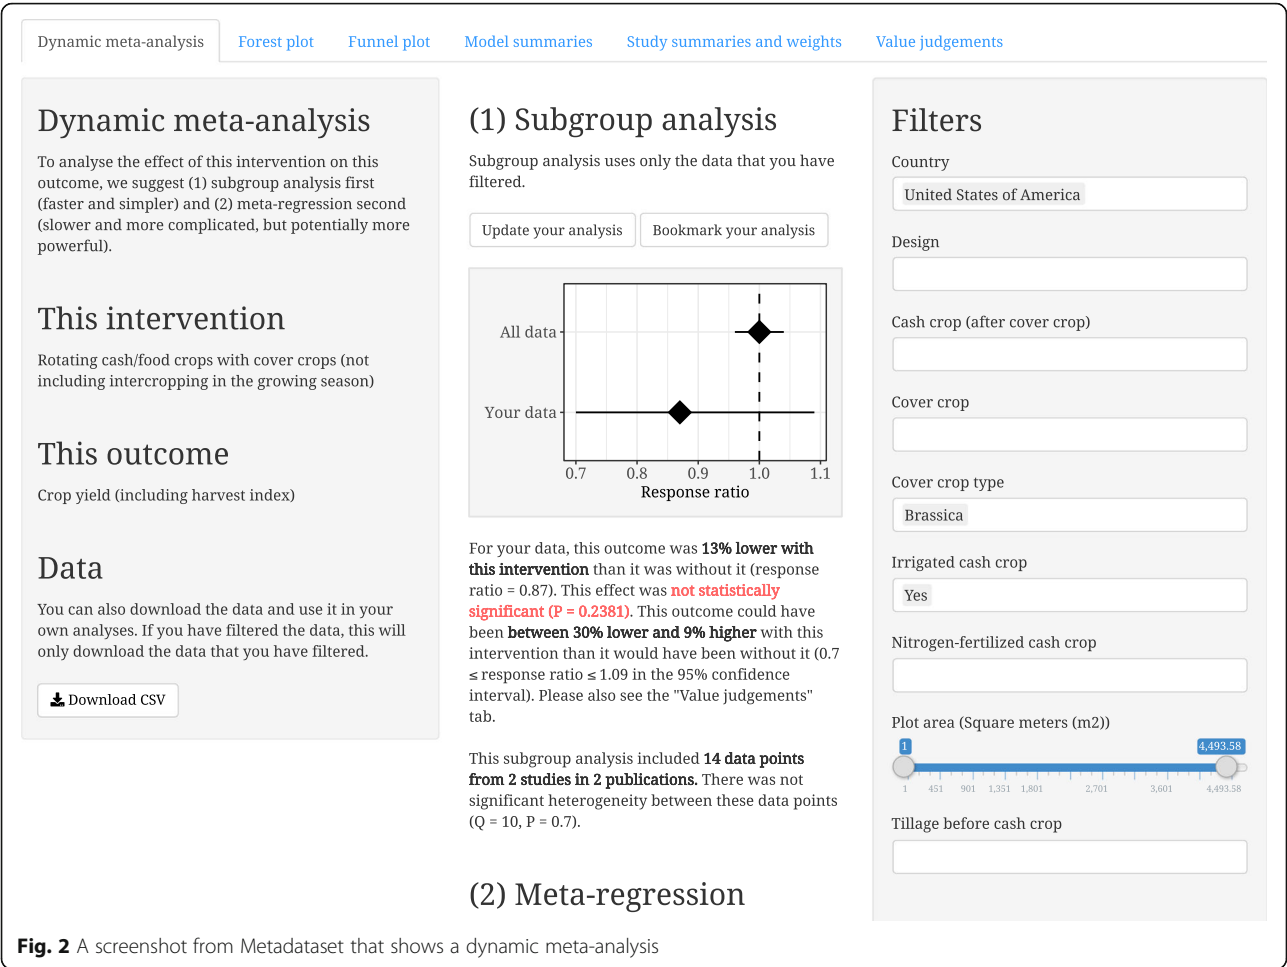 Dynamic meta-analysis
Forest plot
Funnel plot
Model summaries
Study summaries and weights
Value judgements
Dynamic meta-analysis
To analyse the effect of this intervention on this
outcome, we suggest (1) subgroup analysis first
(faster and simpler) and (2) meta-regression second
(slower and more complicated, but potentially more
powerful).
This intervention
Rotating cash/food crops with cover crops (not
including intercropping in the growing season)
This outcome
Crop yield (including harvest index)
Data
You can also download the data and use it in your
own analyses. If you have filtered the data, this will
only download the data that you have filtered.
Download CSV
(1) Subgroup analysis
Subgroup analysis uses only the data that you have
filtered.
Update your analysis
Bookmark your analysis
All data
Your data
0.7 0.8 0.9 1.0 1.1
Response ratio
For your data, this outcome was 13% lower with
this intervention than it was without it (response
ratio = 0.87). This effect was not statistically
significant (P = 0.2381). This outcome could have
been between 30% lower and 9% higher with this
intervention than it would have been without it (0.7
≤ response ratio ≤ 1.09 in the 95% confidence
interval). Please also see the "Value judgements"
tab.
This subgroup analysis included 14 data points
from 2 studies in 2 publications. There was not
significant heterogeneity between these data points
(Q = 10, P = 0.7).
(2) Meta-regression
Filters
Country
United States of America
Design
Cash crop (after cover crop)
Cover crop
Cover crop type
Brassica
Irrigated cash crop
Yes
Nitrogen-fertilized cash crop
Plot area (Square meters (m2))
1 4,493.58
1 451 901 1,351 1,801 2,701 3,601 4,493.58
Tillage before cash crop
Fig. 2 A screenshot from Metadataset that shows a dynamic meta-analysis